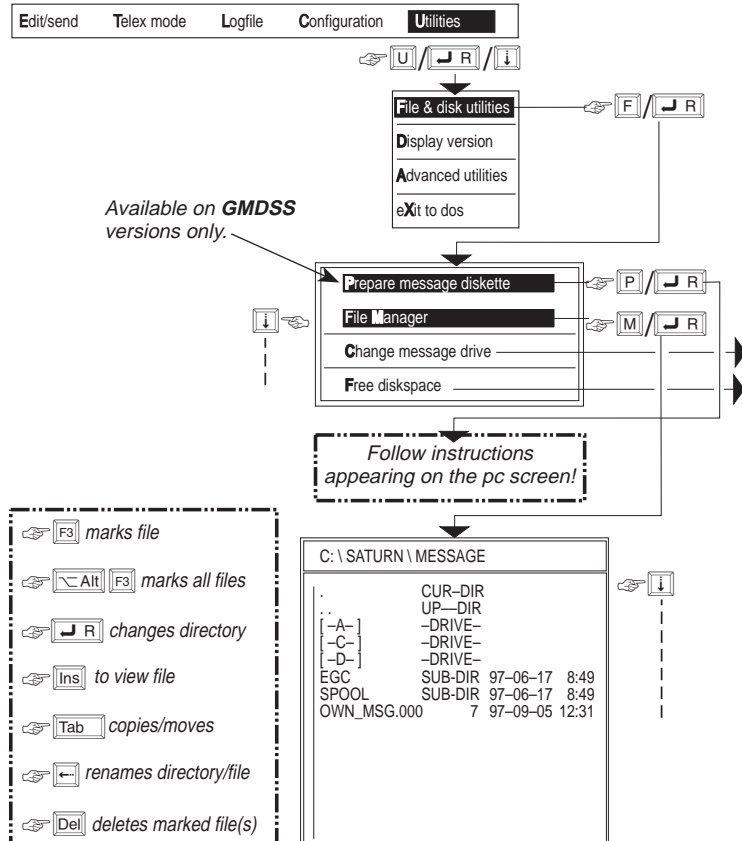 Edit/send Telex mode Logfile Configuration Utilities
U / R / ↓
File & disk utilities F / R
Display version
Advanced utilities
eXit to dos
Available on GMDSS
versions only.
Prepare message diskette P / R
↓ File Manager M / R
Change message drive
Free diskspace
Follow instructions
appearing on the pc screen!
F3 marks file
Alt F3 marks all files
R changes directory
Ins to view file
Tab copies/moves
← renames directory/file
Del deletes marked file(s)
C: \ SATURN \ MESSAGE
. CUR–DIR
. . UP––DIR
[ –A– ] –DRIVE–
[ –C– ] –DRIVE–
[ –D– ] –DRIVE–
EGC SUB-DIR 97–06–17 8:49
SPOOL SUB-DIR 97–06–17 8:49
OWN_MSG.000 7 97–09–05 12:31
↓